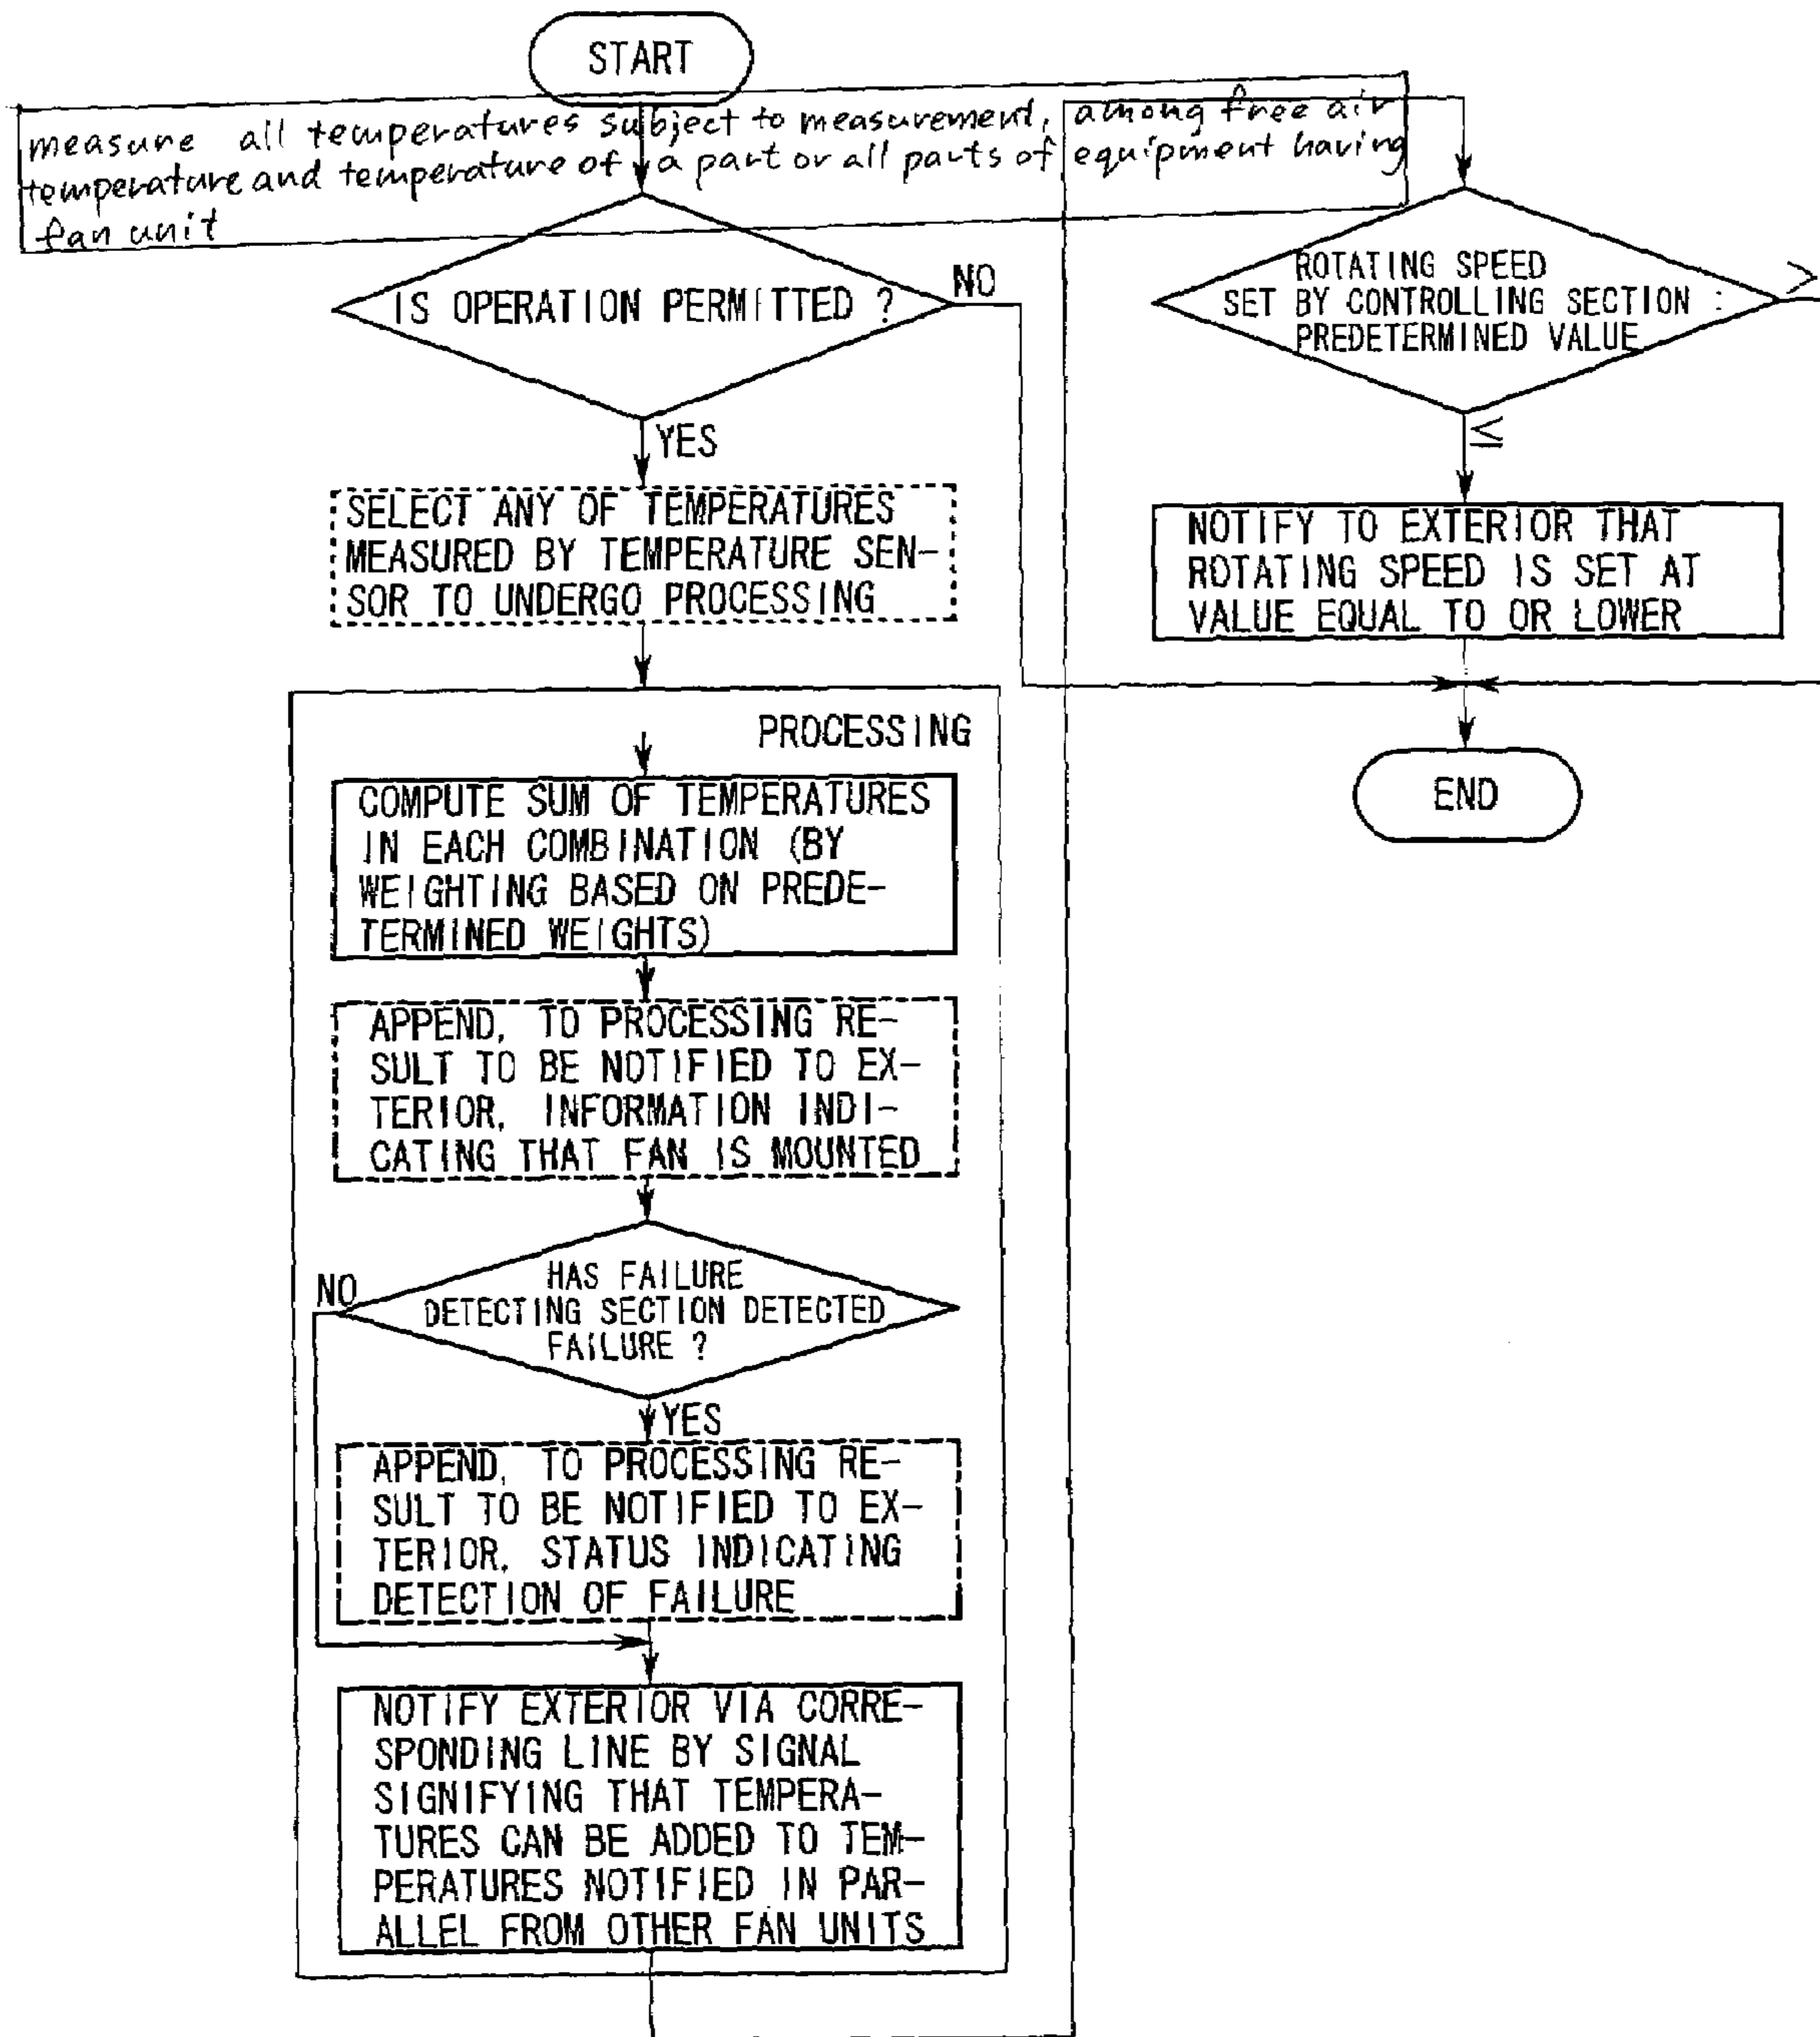 START
measure all temperatures subject to measurement, among free air
temperature and temperature of a part or all parts of equipment having
fan unit
IS OPERATION PERMITTED ?
NO
YES
SELECT ANY OF TEMPERATURES
MEASURED BY TEMPERATURE SEN-
SOR TO UNDERGO PROCESSING
PROCESSING
COMPUTE SUM OF TEMPERATURES
IN EACH COMBINATION (BY
WEIGHTING BASED ON PREDE-
TERMINED WEIGHTS)
APPEND, TO PROCESSING RE-
SULT TO BE NOTIFIED TO EX-
TERIOR, INFORMATION INDI-
CATING THAT FAN IS MOUNTED
HAS FAILURE
DETECTING SECTION DETECTED
FAILURE ?
NO
YES
APPEND, TO PROCESSING RE-
SULT TO BE NOTIFIED TO EX-
TERIOR, STATUS INDICATING
DETECTION OF FAILURE
NOTIFY EXTERIOR VIA CORRE-
SPONDING LINE BY SIGNAL
SIGNIFYING THAT TEMPERA-
TURES CAN BE ADDED TO TEM-
PERATURES NOTIFIED IN PAR-
ALLEL FROM OTHER FAN UNITS
ROTATING SPEED
SET BY CONTROLLING SECTION :
PREDETERMINED VALUE
>
≦
NOTIFY TO EXTERIOR THAT
ROTATING SPEED IS SET AT
VALUE EQUAL TO OR LOWER
END